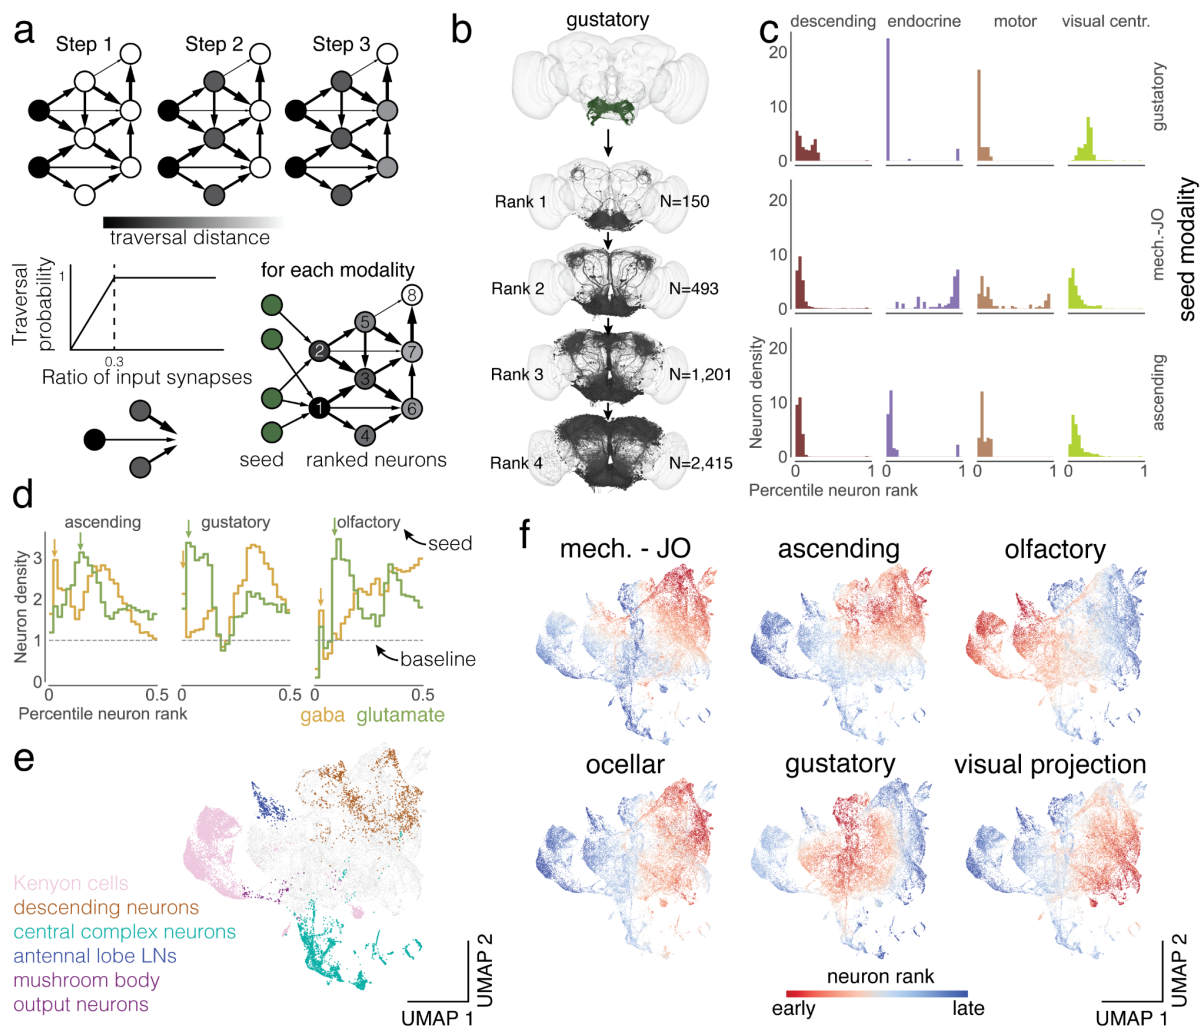 a
Step 1
Step 2
Step 3
traversal distance
Traversal
probability
1
0.3
Ratio of input synapses
for each modality
8
5
2
7
3
1
6
4
seed
ranked neurons
b
gustatory
Rank 1
N=150
Rank 2
N=493
Rank 3
N=1,201
Rank 4
N=2,415
c
descending
endocrine
motor
visual centr.
20
10
0
gustatory
20
10
0
mech.-JO
20
10
0
ascending
seed modality
Neuron density
0
1
0
1
0
1
0
1
Percentile neuron rank
d
ascending
gustatory
olfactory
seed
baseline
Neuron density
3
2
1
0
0
0.5
0
0.5
Percentile neuron rank
gaba
glutamate
e
Kenyon cells
descending neurons
central complex neurons
antennal lobe LNs
mushroom body
output neurons
UMAP 1
UMAP 2
f
mech. - JO
ascending
olfactory
ocellar
gustatory
visual projection
neuron rank
early
late
UMAP 1
UMAP 2